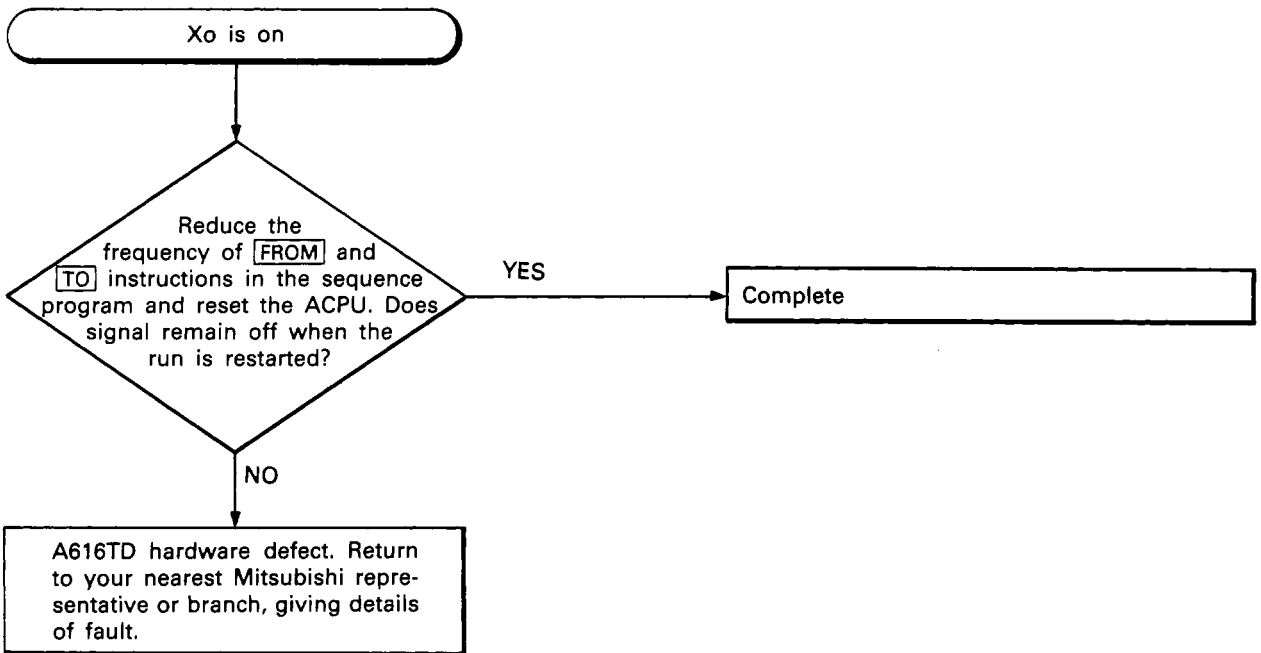 Xo is on
Reduce the
frequency of FROM and
TO instructions in the sequence
program and reset the ACPU. Does
signal remain off when the
run is restarted?
YES
Complete
NO
A616TD hardware defect. Return
to your nearest Mitsubishi repre-
sentative or branch, giving details
of fault.